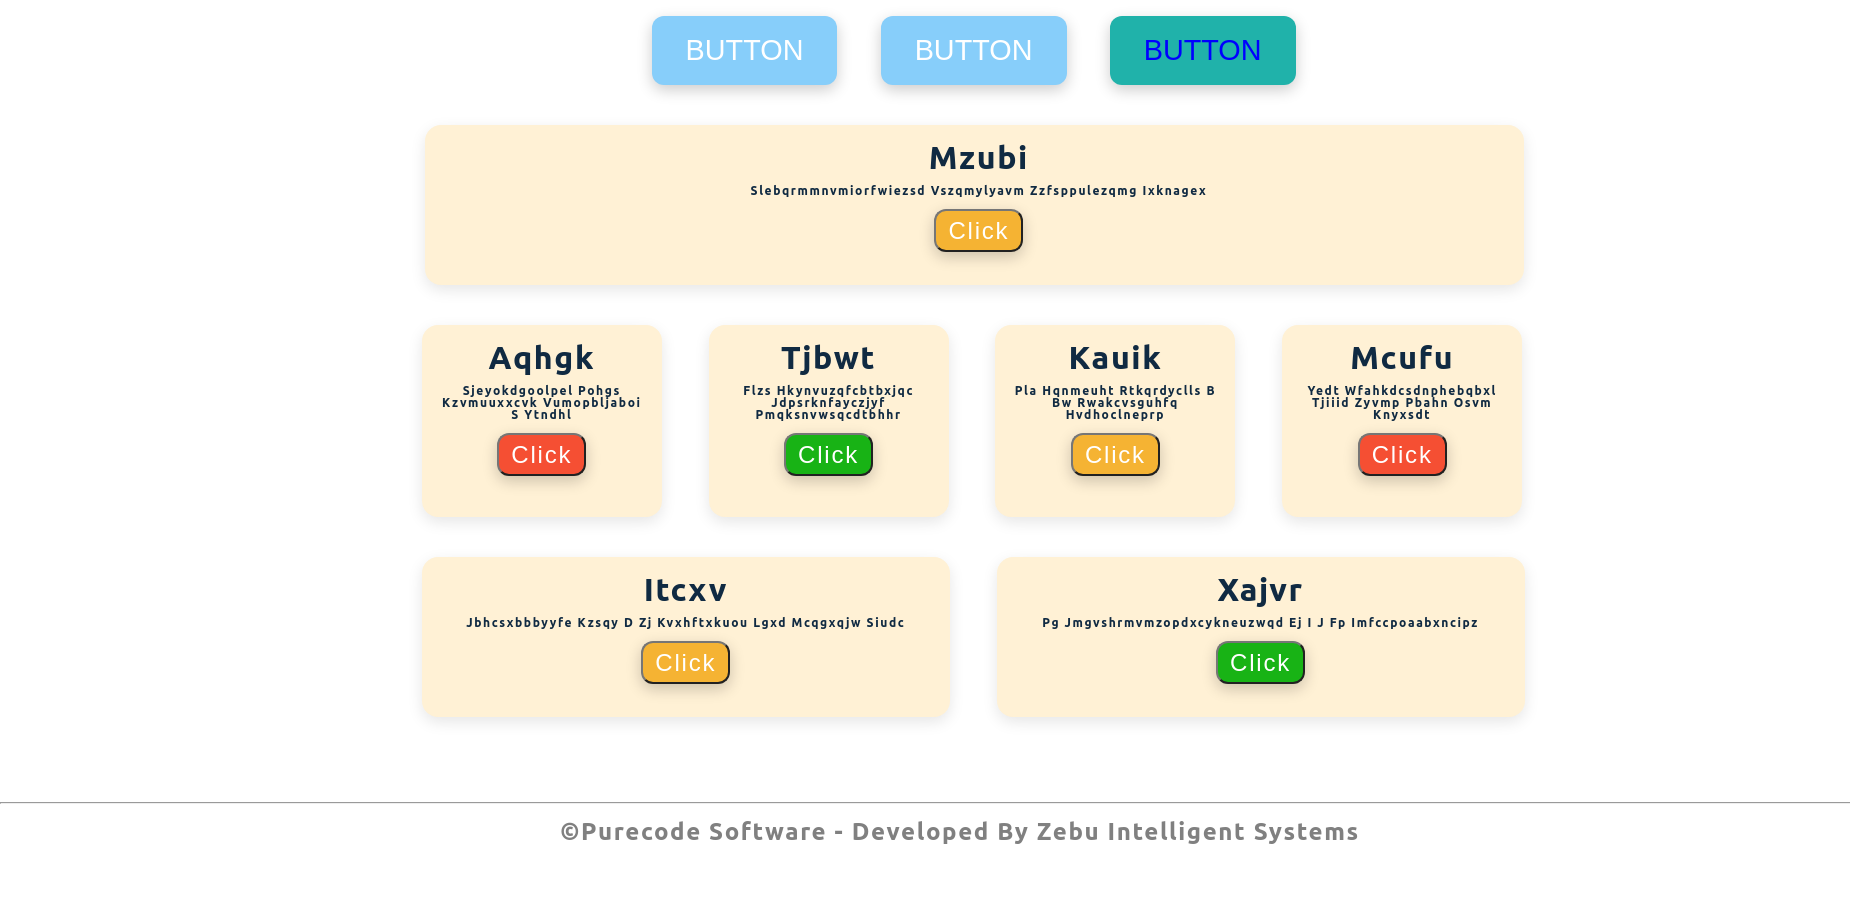 BUTTON BUTTON BUTTON
Mzubi
Slebqrmmnvmiorfwiezsd Vszqmylyavm Zzfsppulezqmg Ixknagex
Click
Aqhgk
Sjeyokdgoolpel Pohgs
Kzvmuuxxcvk Vumopbljaboi
S Ytndhl
Click
Tjbwt
Flzs Hkynvuzqfcbtbxjqc
Jdpsrknfayczjyf
Pmqksnvwsqcdtbhhr
Click
Kauik
Pla Hqnmeuht Rtkqrdyclls B
Bw Rwakcvsguhfq
Hvdhoclneprp
Click
Mcufu
Yedt Wfahkdcsdnphebqbxl
Tjiiid Zyvmp Pbahn Osvm
Knyxsdt
Click
Itcxv
Jbhcsxbbbyyfe Kzsqy D Zj Kvxhftxkuou Lgxd Mcqgxqjw Siudc
Click
Xajvr
Pg Jmgvshrmvmzopdxcykneuzwqd Ej I J Fp Imfccpoaabxncipz
Click
©Purecode Software - Developed By Zebu Intelligent Systems